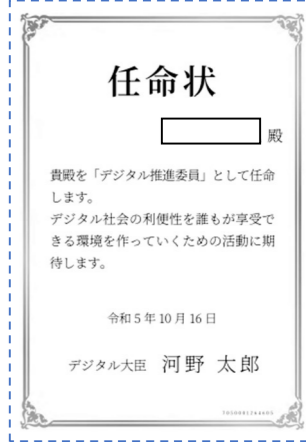 任命状
殿
貴殿を「デジタル推進委員」として任命
します。
デジタル社会の利便性を誰もが享受で
きる環境を作っていくための活動に期
待します。
令和5年10月16日
デジタル大臣 河野 太郎